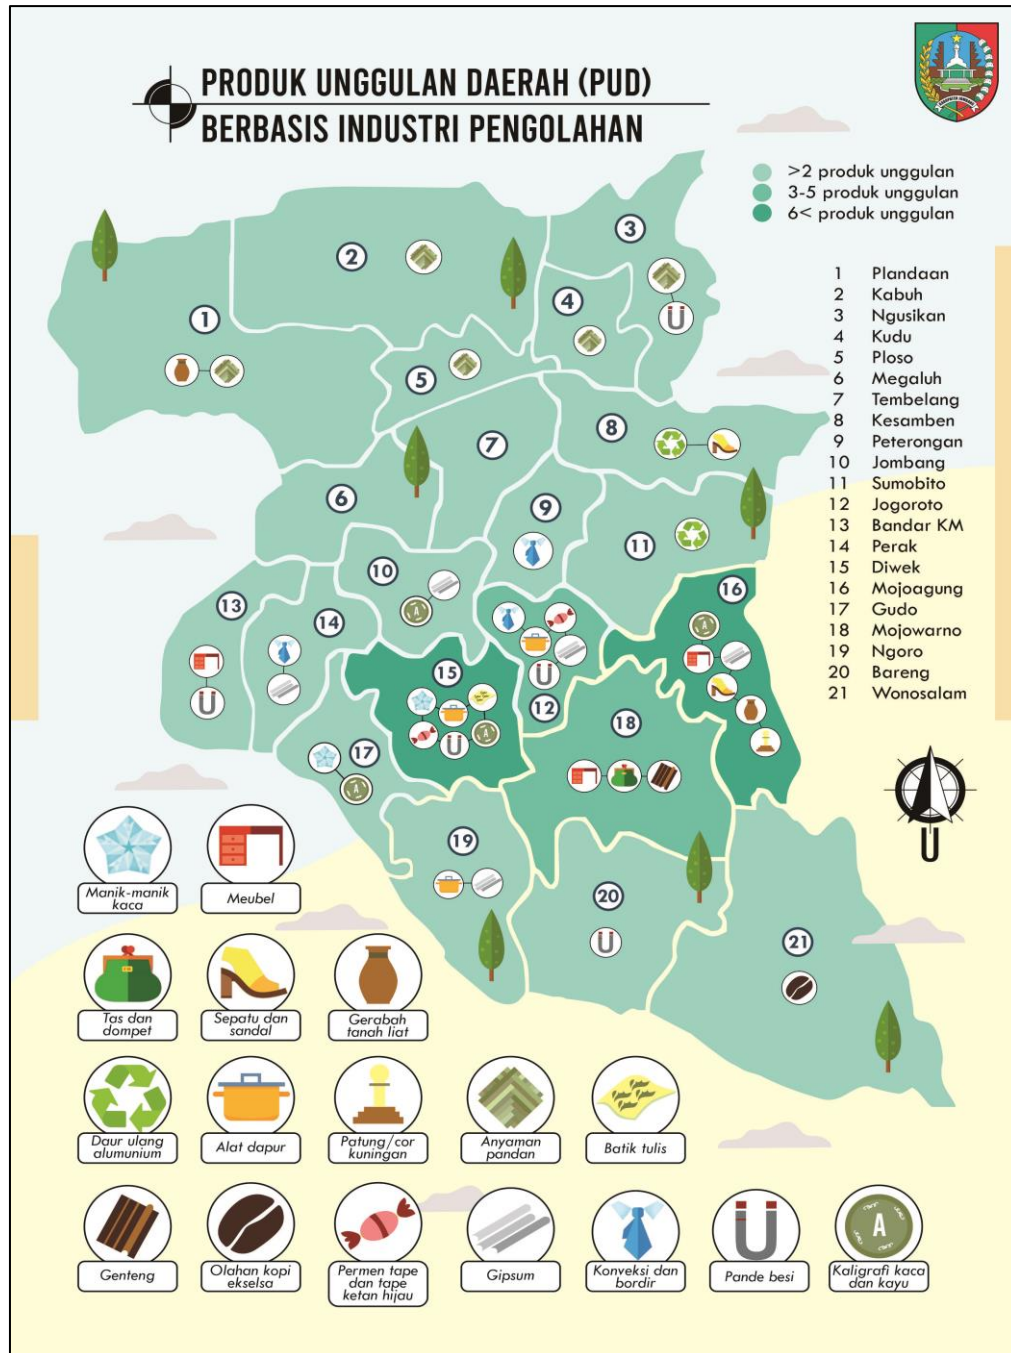 PRODUK UNGGULAN DAERAH (PUD)
BERBASIS INDUSTRI PENGOLAHAN
>2 produk unggulan
3-5 produk unggulan
6< produk unggulan
1 Plandaan
2 Kabuh
3 Ngusikan
4 Kudu
5 Ploso
6 Megaluh
7 Tembelang
8 Kesamben
9 Peterongan
10 Jombang
11 Sumobito
12 Jogoroto
13 Bandar KM
14 Perak
15 Diwek
16 Mojoagung
17 Gudo
18 Mojowarno
19 Ngoro
20 Bareng
21 Wonosalam
1
2
3
4
5
6
7
8
9
10
11
12
13
14
15
16
17
18
19
20
21
U
Manik-manik
kaca
Meubel
Tas dan
dompet
Sepatu dan
sandal
Gerabah
tanah liat
Daur ulang
alumunium
Alat dapur
Patung/cor
kuningan
Anyaman
pandan
Batik tulis
Genteng
Olahan kopi
ekselsa
Permen tape
dan tape
ketan hijau
Gipsum
Konveksi dan
bordir
Pande besi
A
Kaligrafi kaca
dan kayu